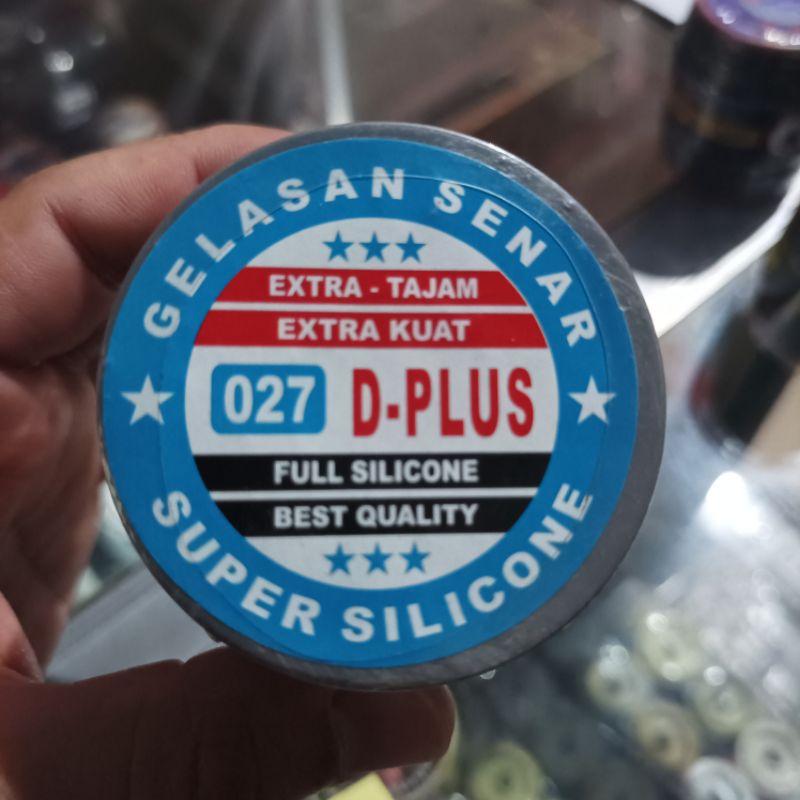 GELASAN SENAR
EXTRA - TAJAM
EXTRA KUAT
027 D-PLUS
FULL SILICONE
BEST QUALITY
SUPER SILICONE